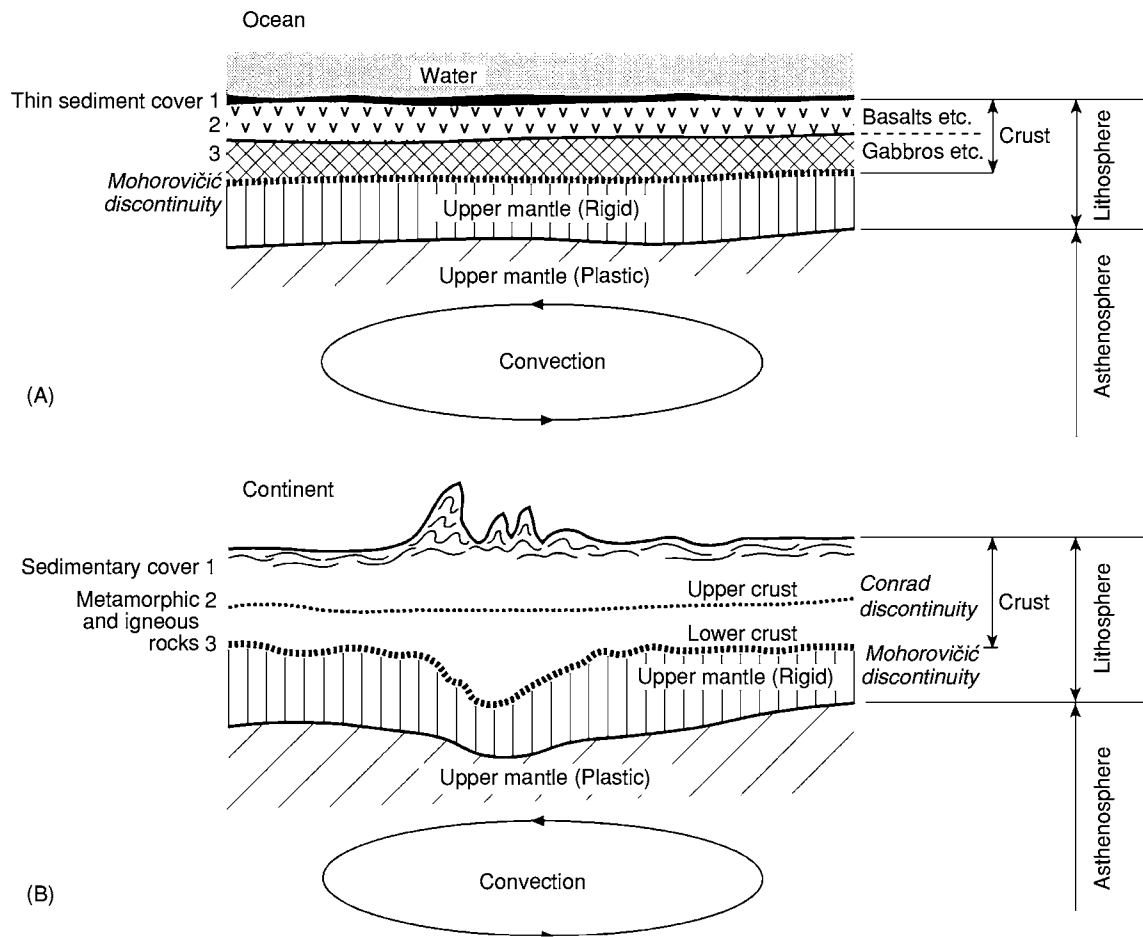 Ocean
Water
Thin sediment cover 1
2
3
Mohorovičić
discontinuity
Basalts etc.
Gabbros etc.
Crust
Lithosphere
Upper mantle (Rigid)
Upper mantle (Plastic)
Convection
Asthenosphere
(A)
Continent
Sedimentary cover 1
Metamorphic 2
and igneous
rocks 3
Upper crust
Conrad
discontinuity
Crust
Lithosphere
Lower crust
Mohorovičić
discontinuity
Upper mantle (Rigid)
Upper mantle (Plastic)
Convection
Asthenosphere
(B)